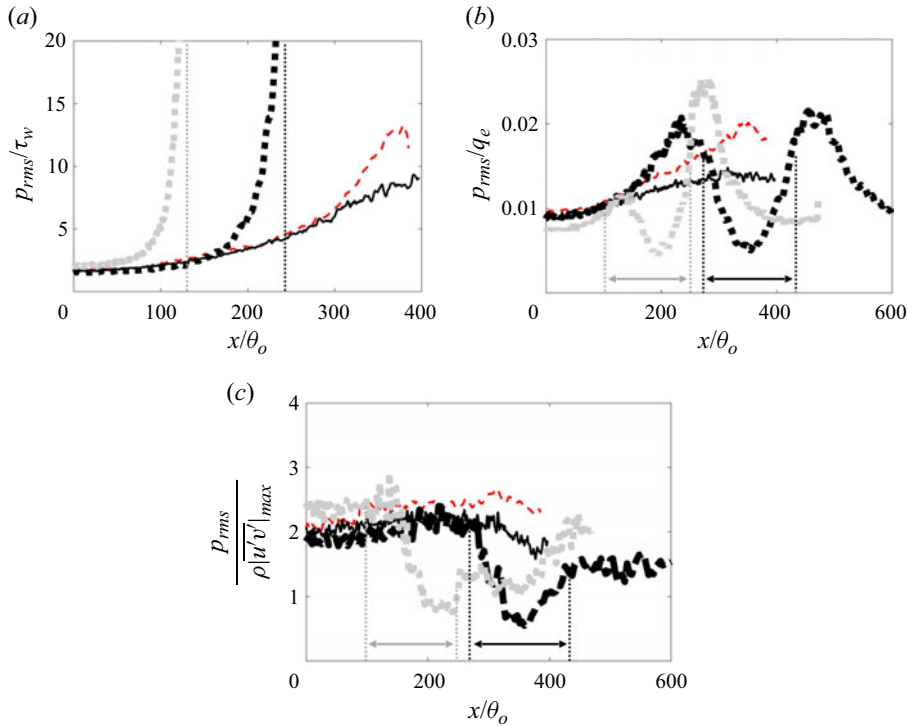 (a)
20
15
10
5
0
100
200
300
400
p_rms/τ_w
x/θ_o
(b)
0.03
0.02
0.01
0
200
400
600
p_rms/q_e
x/θ_o
(c)
4
3
2
1
0
200
400
600
p_rms
ρ|u′v′|_max
x/θ_o